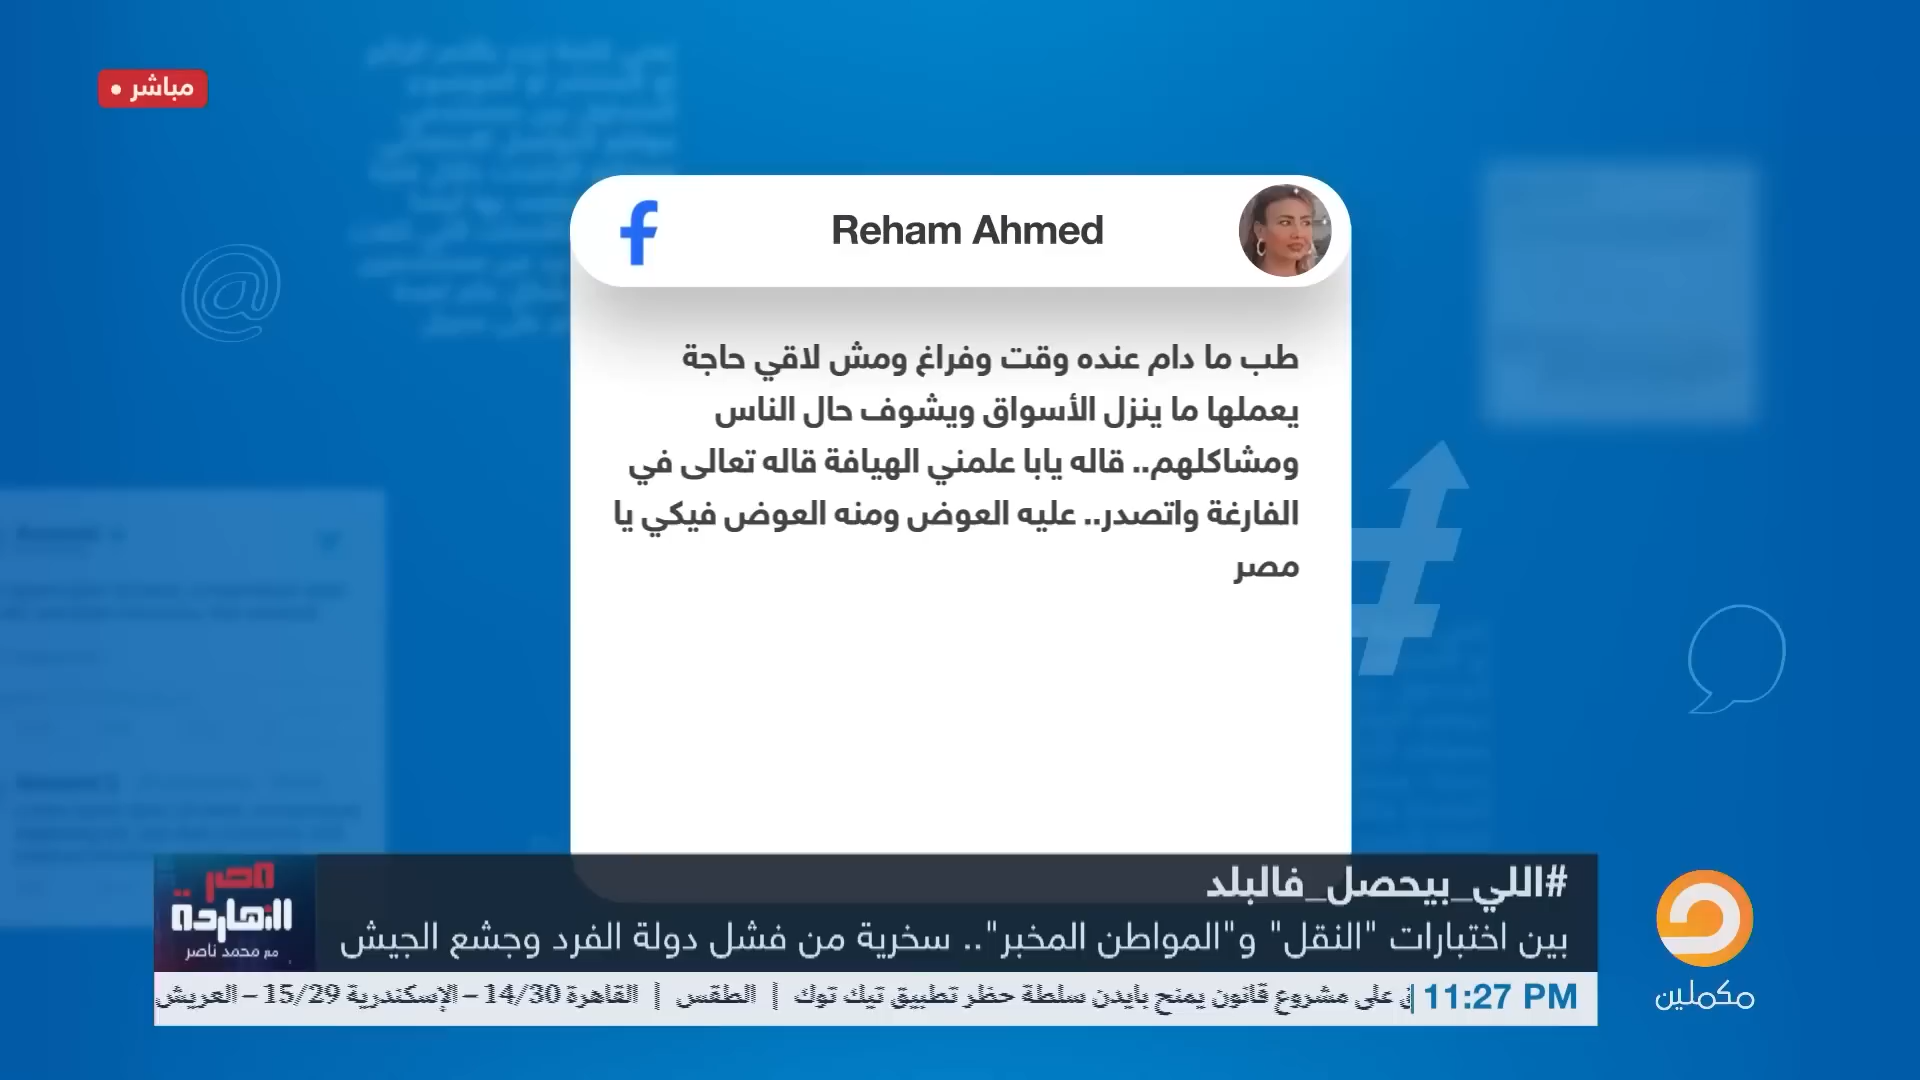 مباشر
Reham Ahmed
طب ما دام عنده وقت وفراغ ومش لاقي حاجة
يعملها ما ينزل الأسواق ويشوف حال الناس
ومشاكلهم.. قاله يابا علمني الهيافة قاله تعالى في
الفارغة واتصدر.. عليه العوض ومنه العوض فيكي يا
مصر
#اللي_بيحصل_فالبلد
بين اختبارات "النقل" و"المواطن المخبر".. سخرية من فشل دولة الفرد وجشع الجيش
مصر
النهاردة
مع محمد ناصر
11:27 PM
على مشروع قانون يمنح بايدن سلطة حظر تطبيق تيك توك | الطقس | القاهرة 14/30 – الإسكندرية 15/29 – العريش
مكملين